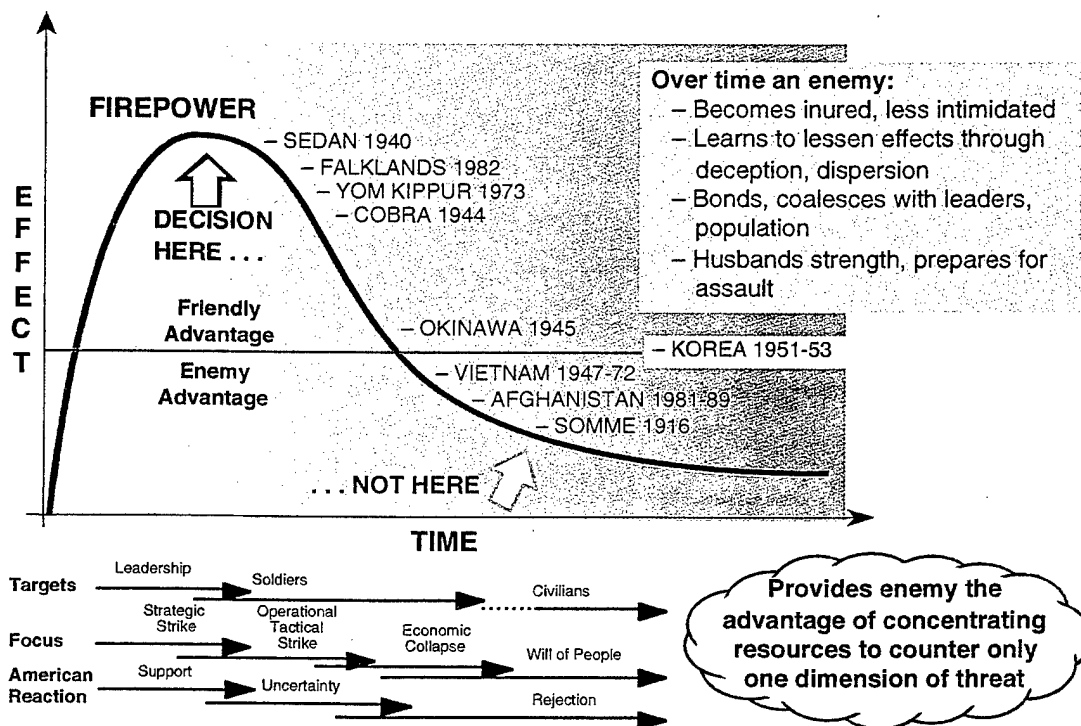 FIREPOWER
– SEDAN 1940
– FALKLANDS 1982
– YOM KIPPUR 1973
– COBRA 1944
DECISION
HERE . . .
EFFECT
Friendly
Advantage
Enemy
Advantage
– OKINAWA 1945
– KOREA 1951-53
– VIETNAM 1947-72
– AFGHANISTAN 1981-89
– SOMME 1916
. . . NOT HERE
TIME
Over time an enemy:
– Becomes inured, less intimidated
– Learns to lessen effects through
deception, dispersion
– Bonds, coalesces with leaders,
population
– Husbands strength, prepares for
assault
Targets
Leadership
Soldiers
Civilians
Focus
Strategic
Strike
Operational
Tactical
Strike
Economic
Collapse
Will of People
American
Reaction
Support
Uncertainty
Rejection
Provides enemy the
advantage of concentrating
resources to counter only
one dimension of threat